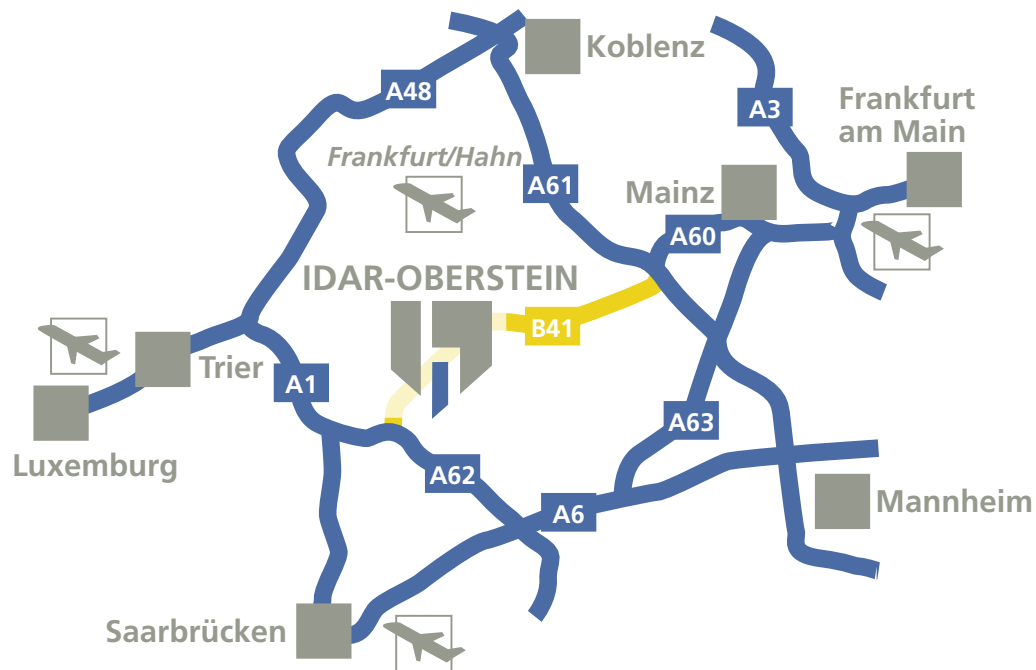 Koblenz
A48
A3
Frankfurt
am Main
Frankfurt/Hahn
A61
Mainz
A60
IDAR-OBERSTEIN
B41
Trier
A1
Luxemburg
A63
A62
A6
Mannheim
Saarbrücken